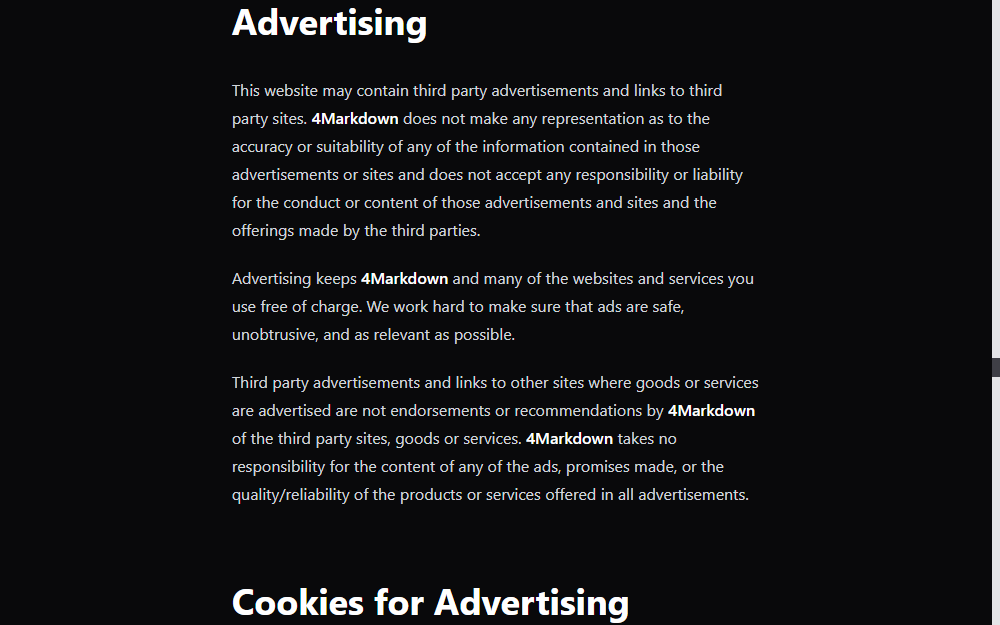 Advertising
This website may contain third party advertisements and links to third
party sites. 4Markdown does not make any representation as to the
accuracy or suitability of any of the information contained in those
advertisements or sites and does not accept any responsibility or liability
for the conduct or content of those advertisements and sites and the
offerings made by the third parties.
Advertising keeps 4Markdown and many of the websites and services you
use free of charge. We work hard to make sure that ads are safe,
unobtrusive, and as relevant as possible.
Third party advertisements and links to other sites where goods or services
are advertised are not endorsements or recommendations by 4Markdown
of the third party sites, goods or services. 4Markdown takes no
responsibility for the content of any of the ads, promises made, or the
quality/reliability of the products or services offered in all advertisements.
Cookies for Advertising